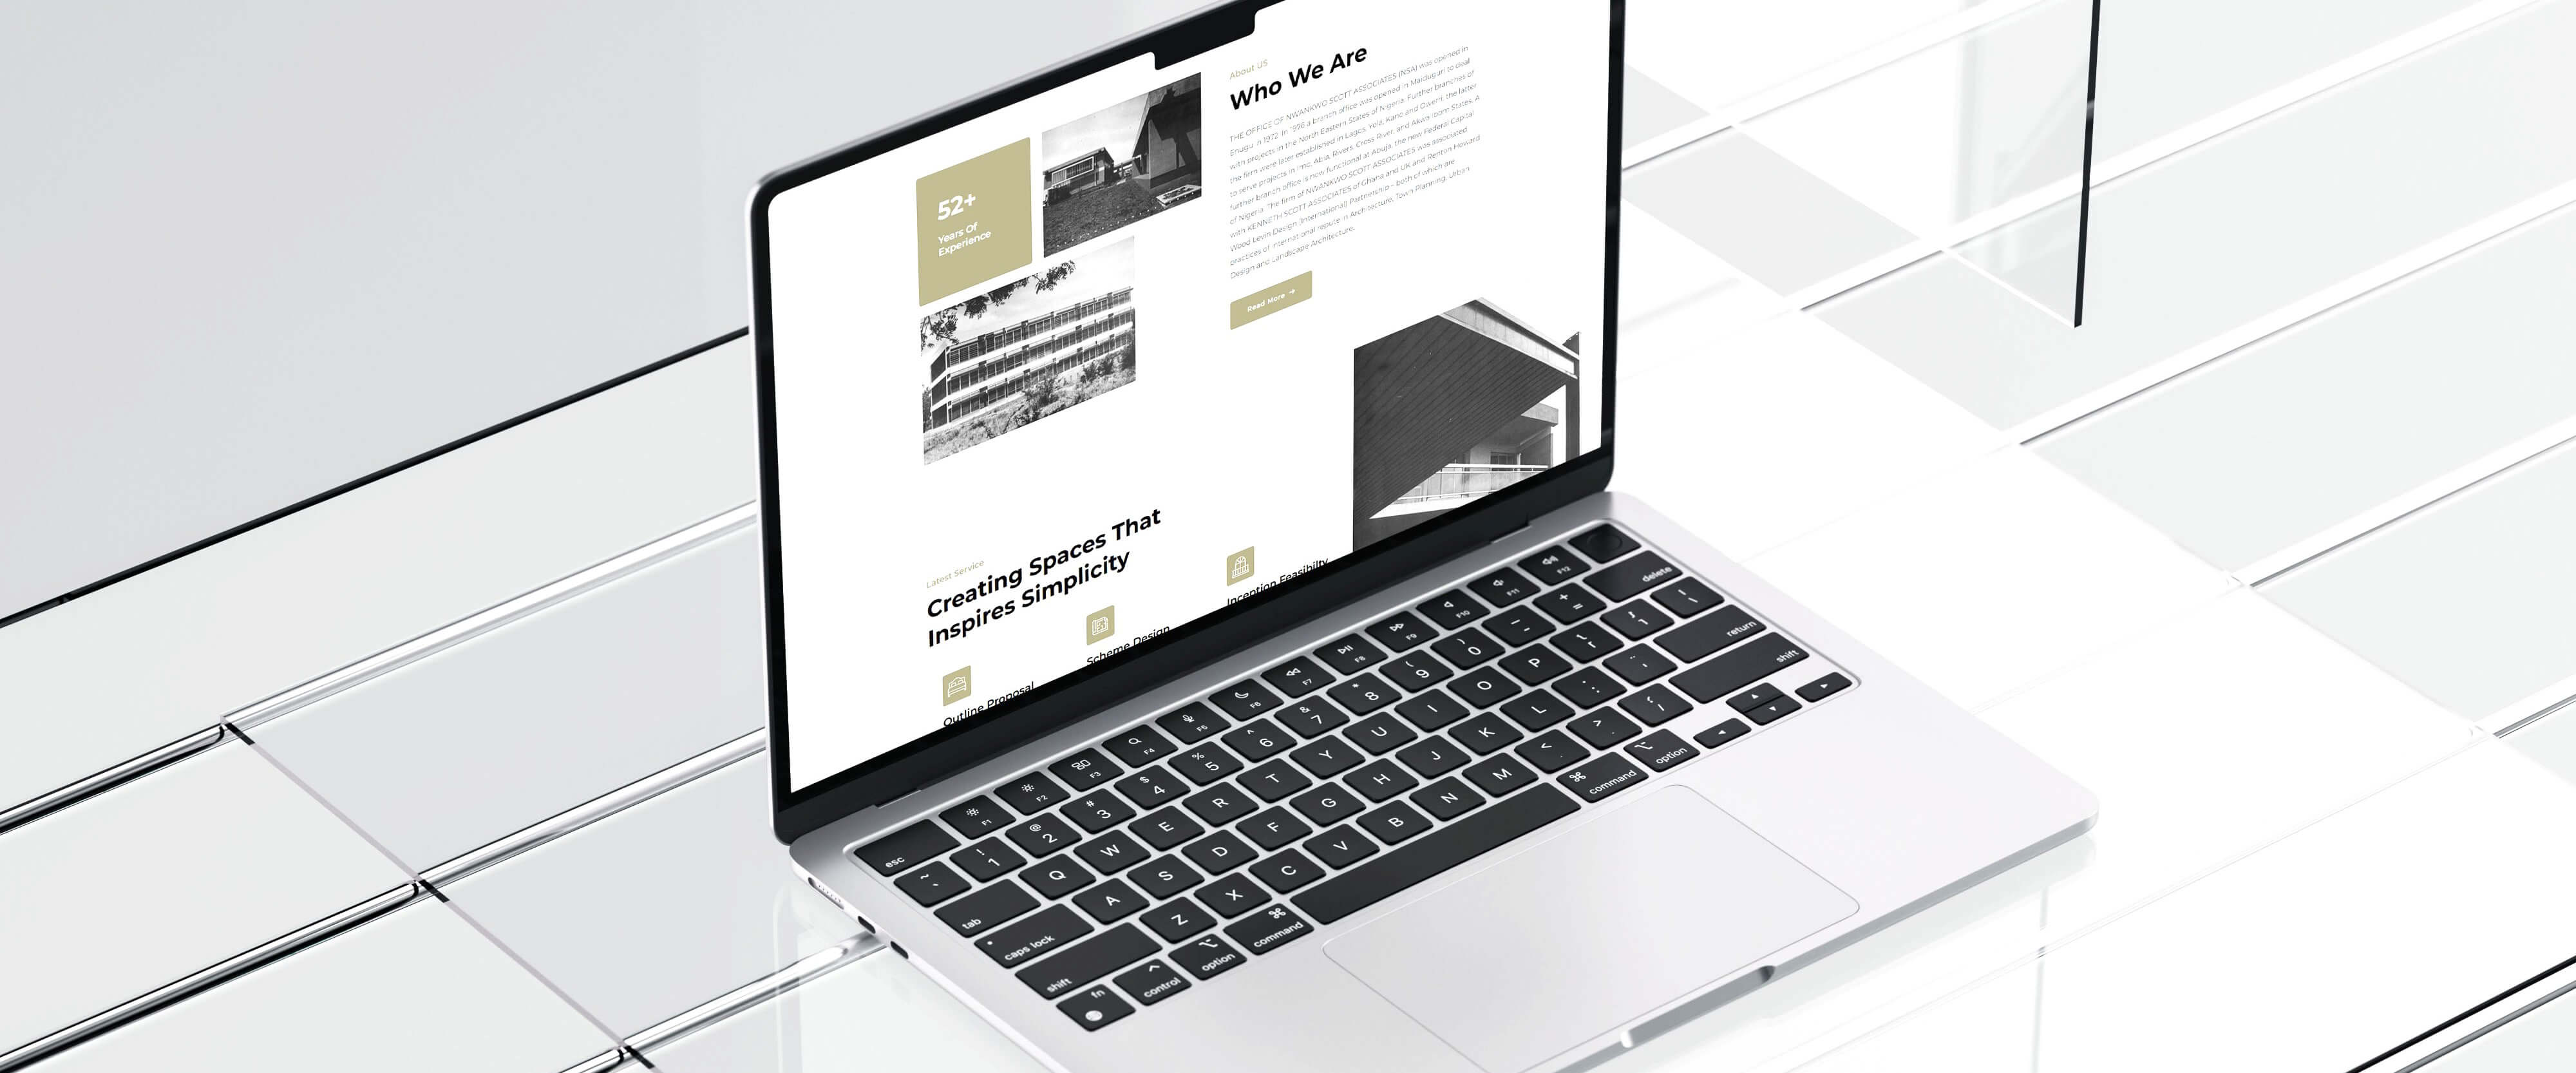 About US
Who We Are
THE OFFICE OF NWANKWO SCOTT ASSOCIATES (NSA) was opened in
Enugu in 1972. In 1976 a branch office was opened in Maiduguri to deal
with projects in the North Eastern States of Nigeria. Further branches of
the firm were later established in Lagos, Yola, Kano and Owerri, the latter
to serve projects in Imo, Abia, Rivers, Cross River, and Akwa Ibom States. A
further branch office is now functional at Abuja, the new Federal Capital
of Nigeria. The firm of NWANKWO SCOTT ASSOCIATES was associated
with KENNETH SCOTT ASSOCIATES of Ghana and UK and Renton Howard
Wood Levin Design (International) Partnership – both of which are
practices of international repute in Architecture, Town Planning, Urban
Design and Landscape Architecture.
Read More →
52+
Years Of
Experience
Latest Service
Creating Spaces That
Inspires Simplicity
Outline Proposal
Scheme Design
Inception Feasibilty
esc F1 F2 F3 F4 F5 F6 F7 F8 F9 F10 F11 F12
~ ` ! 1 @ 2 # 3 $ 4 % 5 ^ 6 & 7 * 8 ( 9 ) 0 _ - + = delete
tab Q W E R T Y U I O P { [ } ] | \
caps lock A S D F G H J K L : ; " ' return
shift Z X C V B N M < , > . ? / shift
fn control option command command option